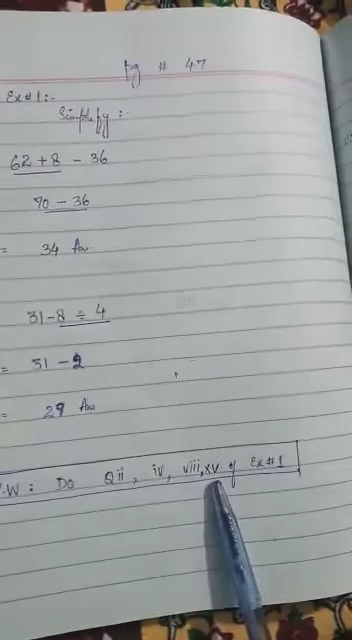 Pg # 47
Ex#1:-
Simplify :-
62 + 8 - 36
70 - 36
= 34 Ans.
31 - 8 ÷ 4
= 31 - 2
= 29 Ans
.W : Do Q ii, iv, viii, xv of Ex #1